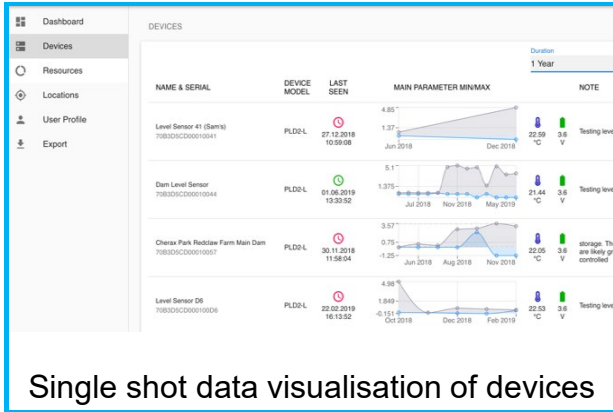 Dashboard
Devices
Resources
Locations
User Profile
Export
DEVICES
Duration
1 Year
NAME & SERIAL DEVICE MODEL LAST SEEN MAIN PARAMETER MIN/MAX NOTE
Level Sensor 41 (Sam's)
70B3D5CD00010041
PLD2-L
27.12.2018
10:59:08
4.85
1.37
Jun 2018 Dec 2018
22.59 °C
3.6 V
Testing leve
Dam Level Sensor
70B3D5CD00010044
PLD2-L
01.06.2019
13:33:52
5.1
1.375
Jul 2018 Nov 2018 May 2019
21.44 °C
3.6 V
Testing leve
Cherax Park Redclaw Farm Main Dam
70B3D5CD00010057
PLD2-L
30.11.2018
11:58:04
3.57
0.75
-1.25
Jun 2018 Aug 2018 Nov 2018
22.05 °C
3.6 V
storage. Th
are likely gr
controlled
Level Sensor D6
70B3D5CD000100D6
PLD2-L
22.02.2019
16:13:52
4.98
1.849
-0.151
Oct 2018 Dec 2018 Feb 2019
22.53 °C
3.6 V
Testing leve
Single shot data visualisation of devices